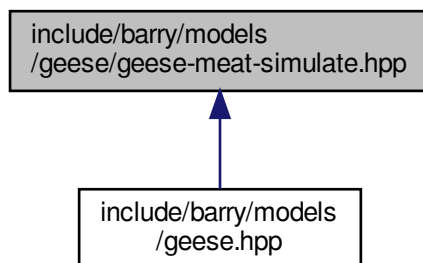 include/barry/models
/geese/geese-meat-simulate.hpp
include/barry/models
/geese.hpp